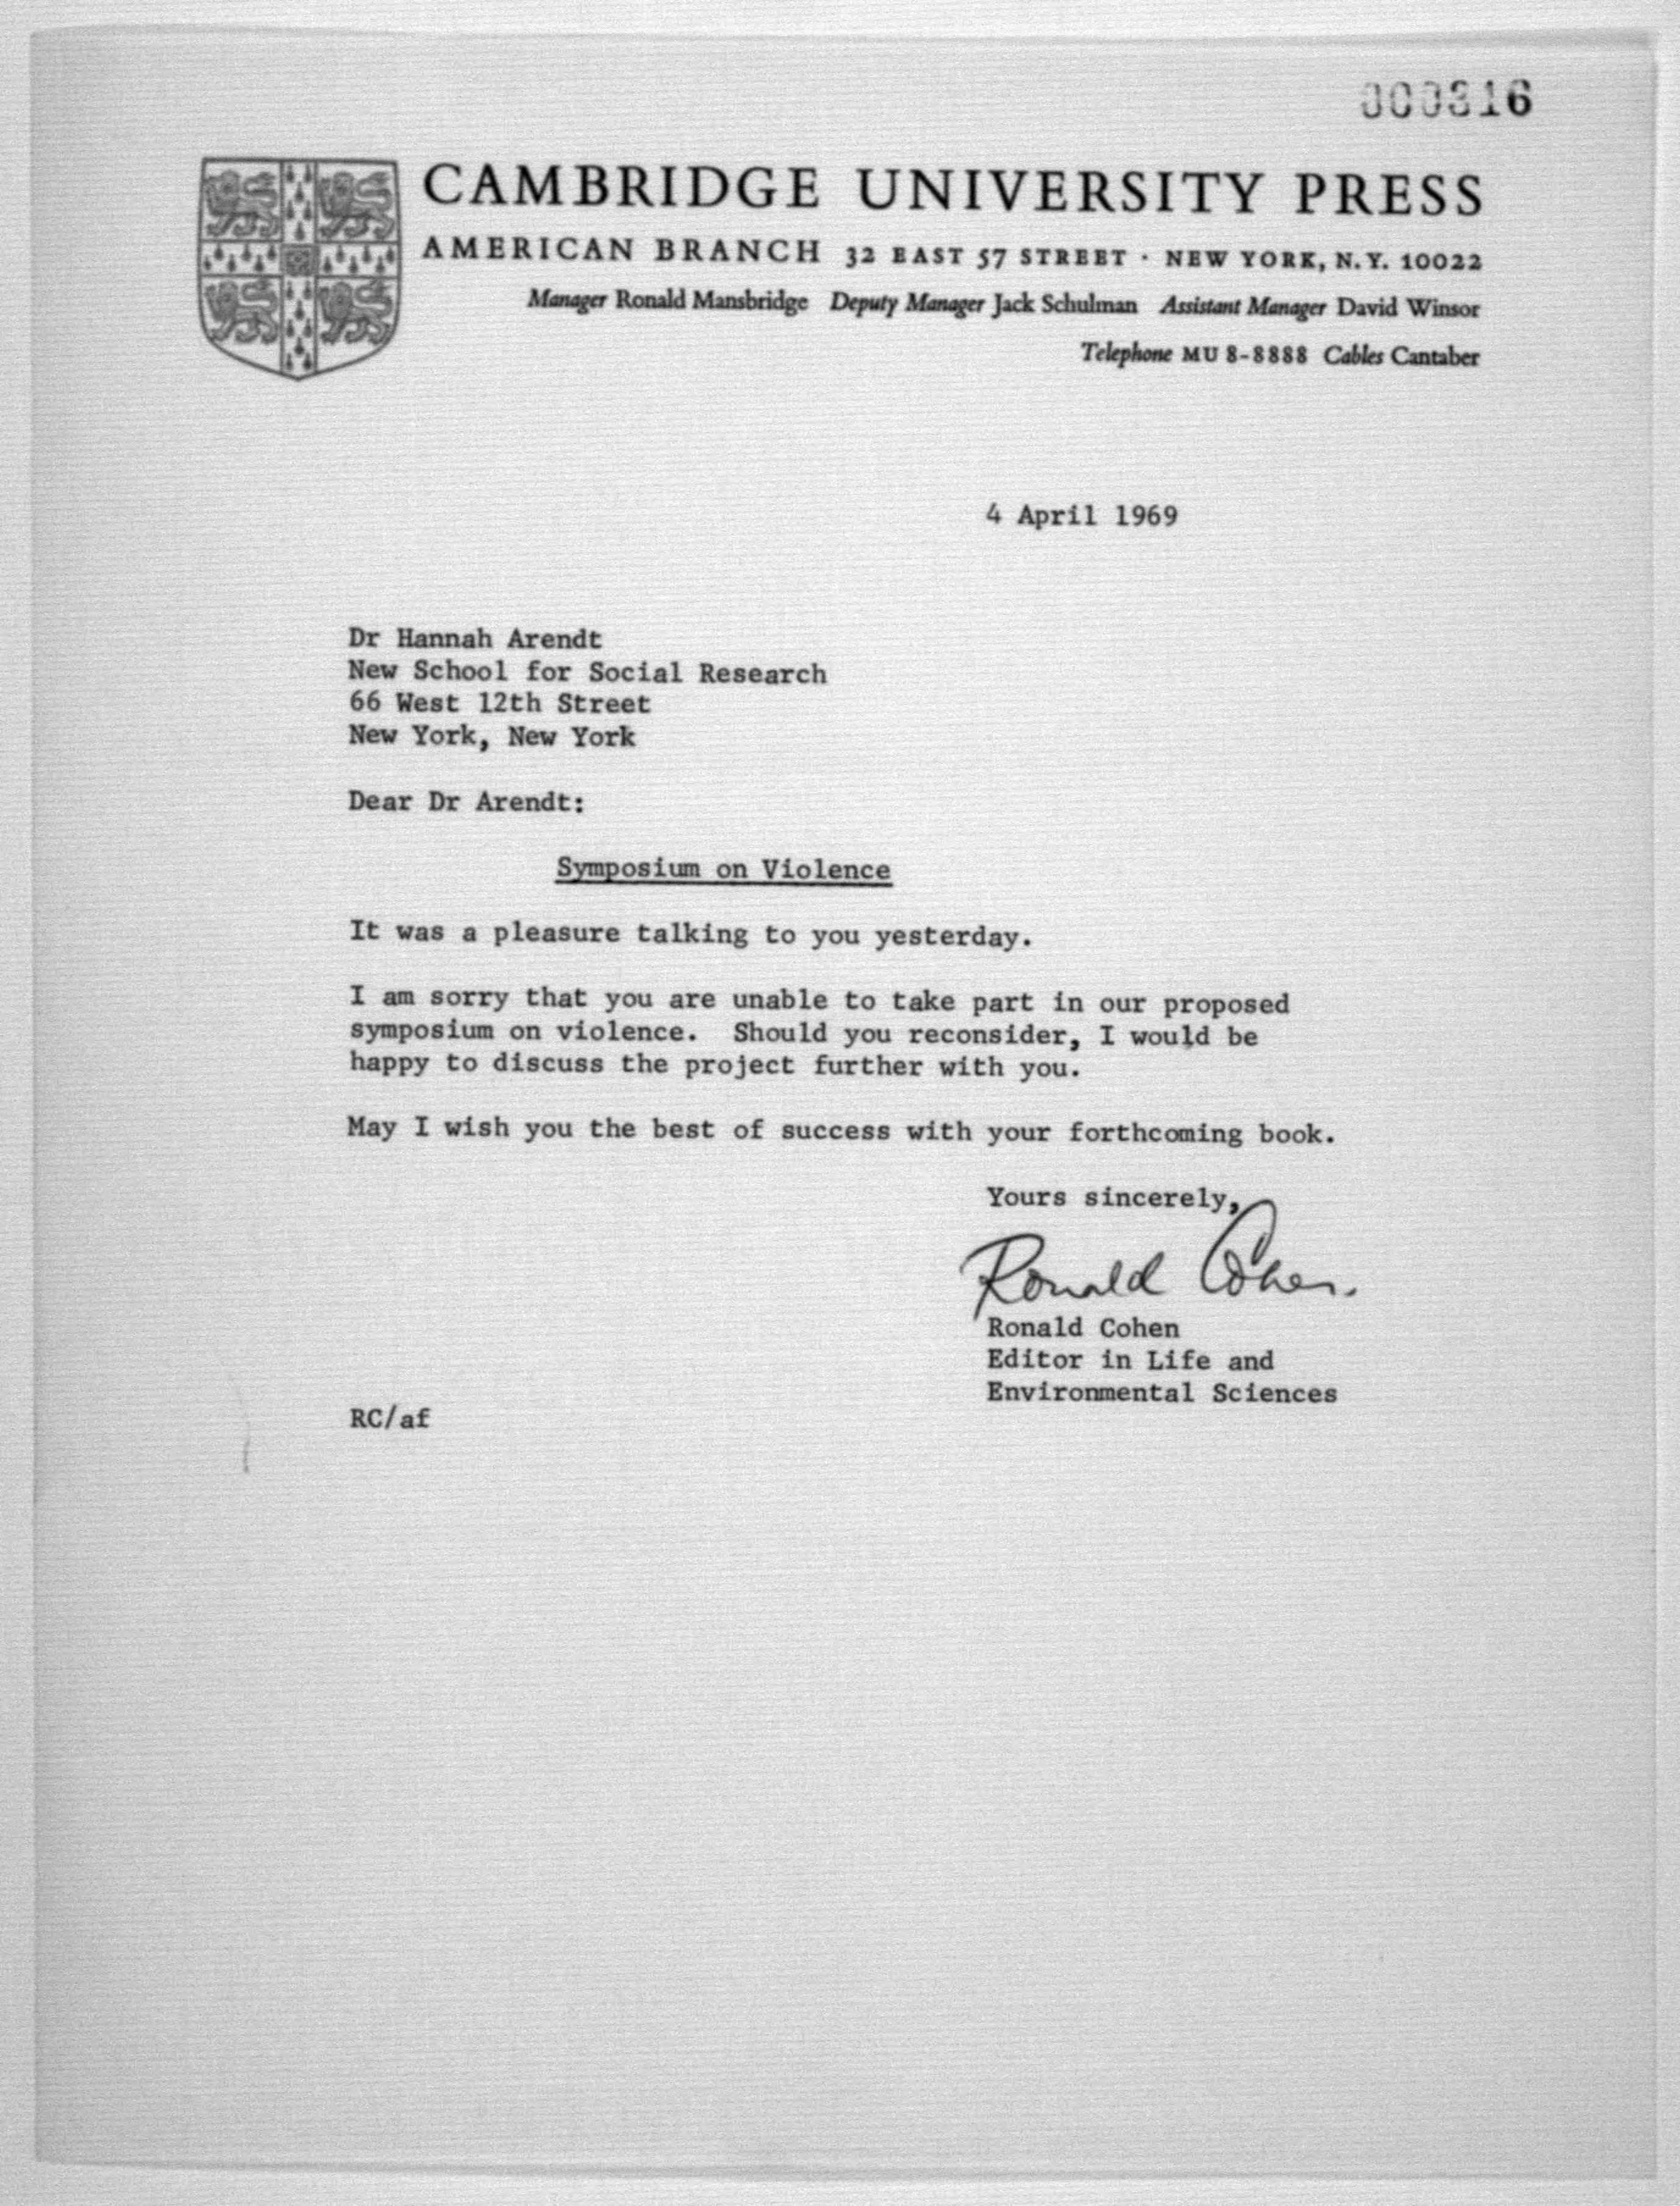 000316
CAMBRIDGE UNIVERSITY PRESS
AMERICAN BRANCH 32 EAST 57 STREET · NEW YORK, N.Y. 10022
Manager Ronald Mansbridge Deputy Manager Jack Schulman Assistant Manager David Winsor
Telephone MU 8-8888 Cables Cantaber
4 April 1969
Dr Hannah Arendt
New School for Social Research
66 West 12th Street
New York, New York
Dear Dr Arendt:
Symposium on Violence
It was a pleasure talking to you yesterday.
I am sorry that you are unable to take part in our proposed
symposium on violence. Should you reconsider, I would be
happy to discuss the project further with you.
May I wish you the best of success with your forthcoming book.
Yours sincerely,
Ronald Cohen.
Ronald Cohen
Editor in Life and
Environmental Sciences
RC/af